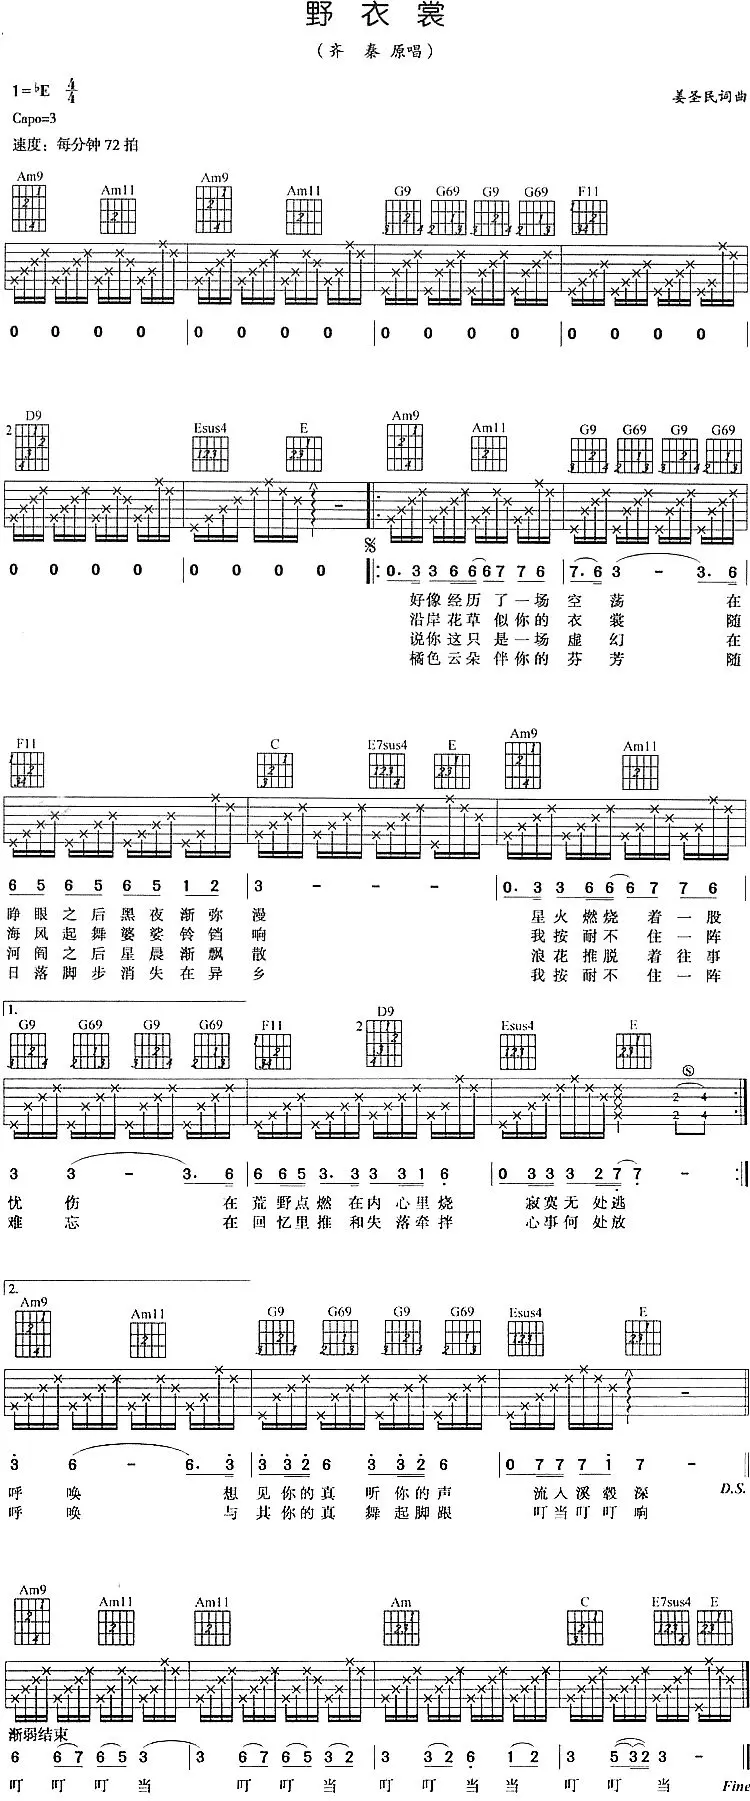 野衣裳
（齐 秦 原唱）
1=♭E 4/4
姜圣民词曲
Capo=3
速度：每分钟 72 拍
Am9 Am11 Am9 Am11 G9 G69 G9 G69 F11
0 0 0 0 | 0 0 0 0 | 0 0 0 0 | 0 0 0 0
D9 Esus4 E Am9 Am11 G9 G69 G9 G69
0 0 0 0 | 0 0 0 0 |: 0. 3 3 6 6 6 7 7 6 | 7. 6 3 - 3. 6
好像经历了一场空荡在
沿岸花草似你的衣裳随
说你这只是一场虚幻在
橘色云朵伴你的芬芳随
F11 C E7sus4 E Am9 Am11
6 5 6 5 6 5 1 2 | 3 - - - | 0. 3 3 6 6 6 7 7 6
睁眼之后黑夜渐弥漫 星火燃烧着一股
海风起舞婆娑铃铛响 我按耐不住一阵
河阎之后星晨渐飘散 浪花推脱着往事
日落脚步消失在异乡 我按耐不住一阵
1.
G9 G69 G9 G69 F11 D9 Esus4 E
3 3 - 3. 6 | 6 6 5 3. 3 3 3 1 6 | 0 3 3 3 2 7 7 - :|
忧伤在荒野点燃在内心里烧 寂寞无处逃
难忘在回忆里推和失落牵拌 心事何处放
2.
Am9 Am11 G9 G69 G9 G69 Esus4 E
3 6 - 6. 3 | 3 3 2 6 3 3 2 6 | 0 7 7 7 1 7 -
呼唤想见你的真听你的声 流入溪毂深
D.S.
呼唤与其你的真舞起脚跟 叮当叮叮响
Am9 Am11 Am11 Am C E7sus4 E
渐弱结束
6 6 7 6 5 3 | 3 6 7 6 5 3 2 | 3 3 2 6 1 2 | 3 5 3 2 3 -
叮叮叮当叮叮当叮叮当当叮叮当
Fine